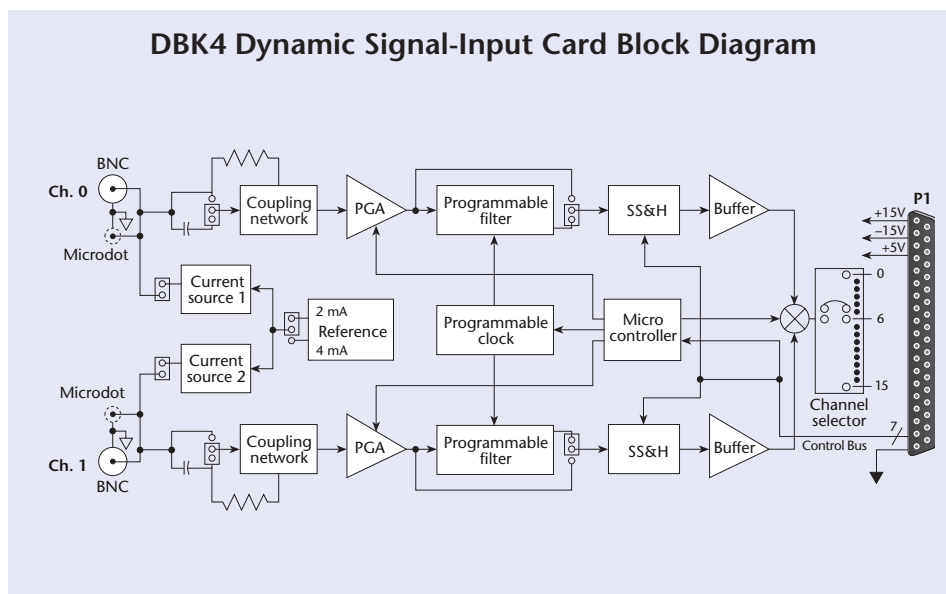 DBK4 Dynamic Signal-Input Card Block Diagram
BNC
Ch. 0
Microdot
Coupling
network
PGA
Programmable
filter
SS&H
Buffer
P1
+15V
–15V
+5V
Current
source 1
2 mA
Reference
4 mA
Programmable
clock
Micro
controller
0
6
15
Channel
selector
Current
source 2
Microdot
Ch. 1
BNC
Coupling
network
PGA
Programmable
filter
SS&H
Buffer
Control Bus
7